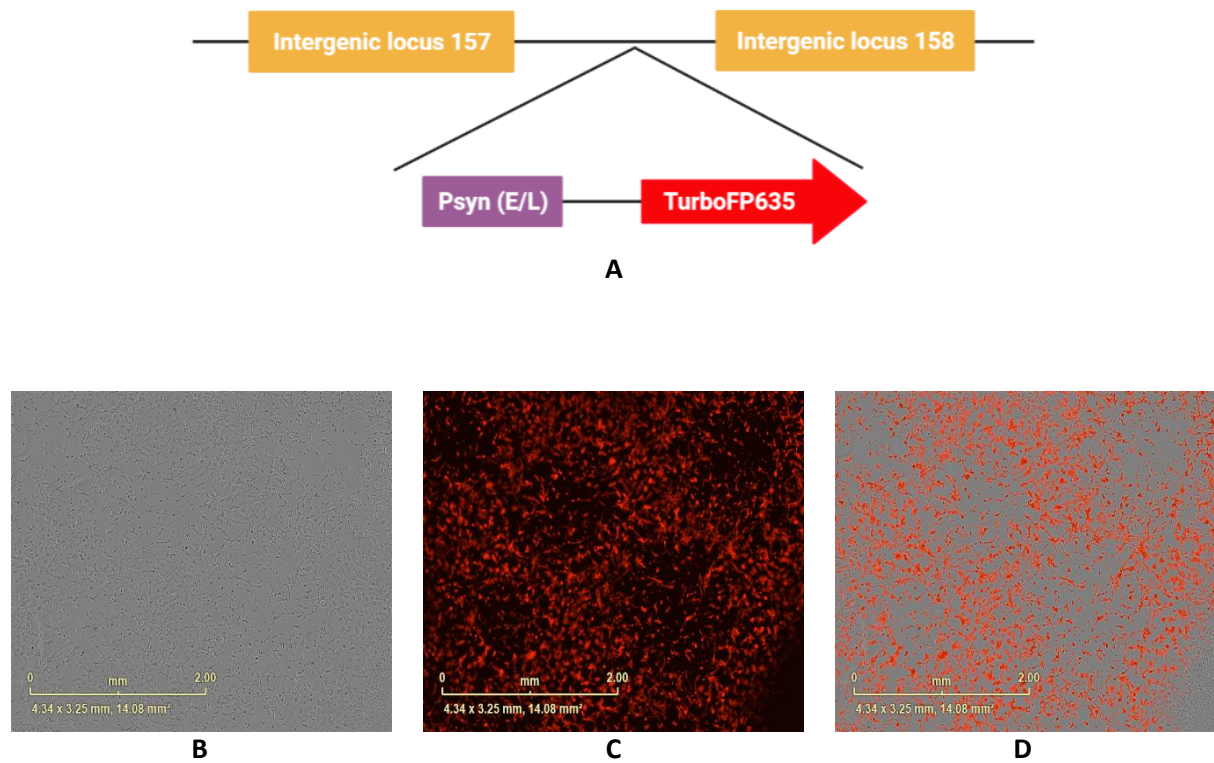 Intergenic locus 157
Intergenic locus 158
Psyn (E/L)
TurboFP635
A
0 mm 2.00
4.34 x 3.25 mm, 14.08 mm²
B
0 mm 2.00
4.34 x 3.25 mm, 14.08 mm²
C
0 mm 2.00
4.34 x 3.25 mm, 14.08 mm²
D